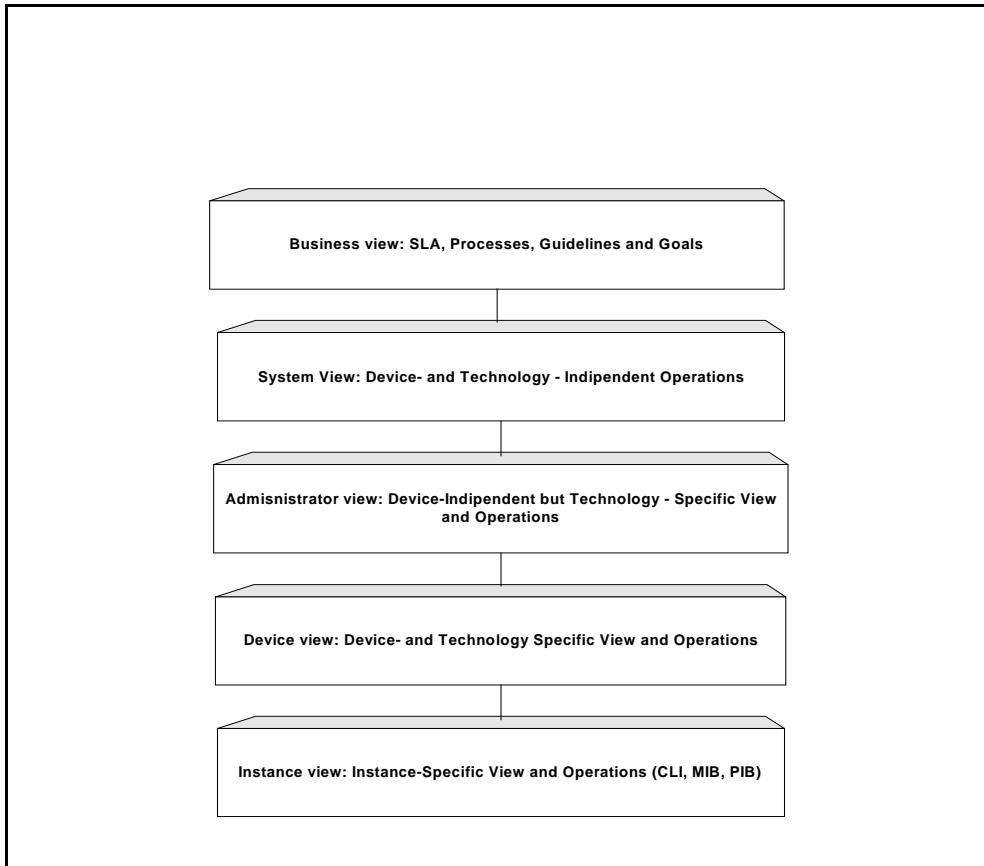 Business view: SLA, Processes, Guidelines and Goals
System View: Device- and Technology - Indipendent Operations
Admisnistrator view: Device-Indipendent but Technology - Specific View
and Operations
Device view: Device- and Technology Specific View and Operations
Instance view: Instance-Specific View and Operations (CLI, MIB, PIB)